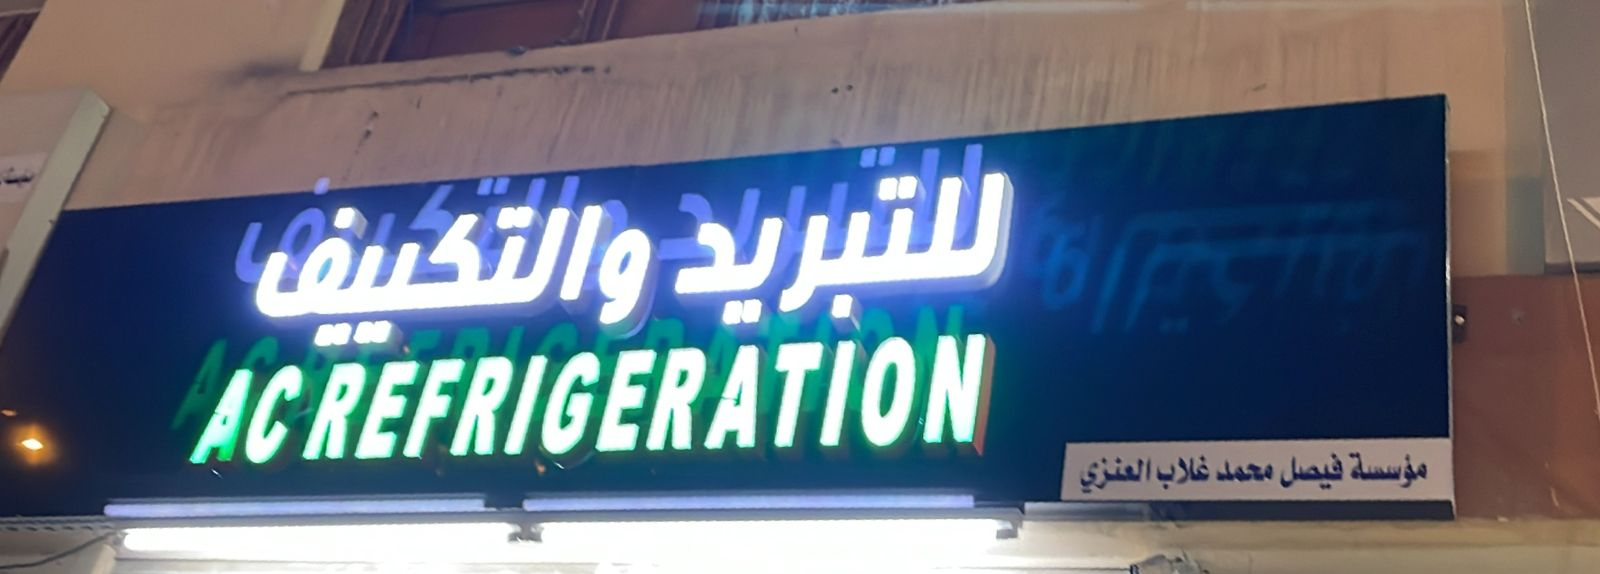 للتبريد والتكييف
AC REFRIGERATION
مؤسسة فيصل محمد غلاب العنزي